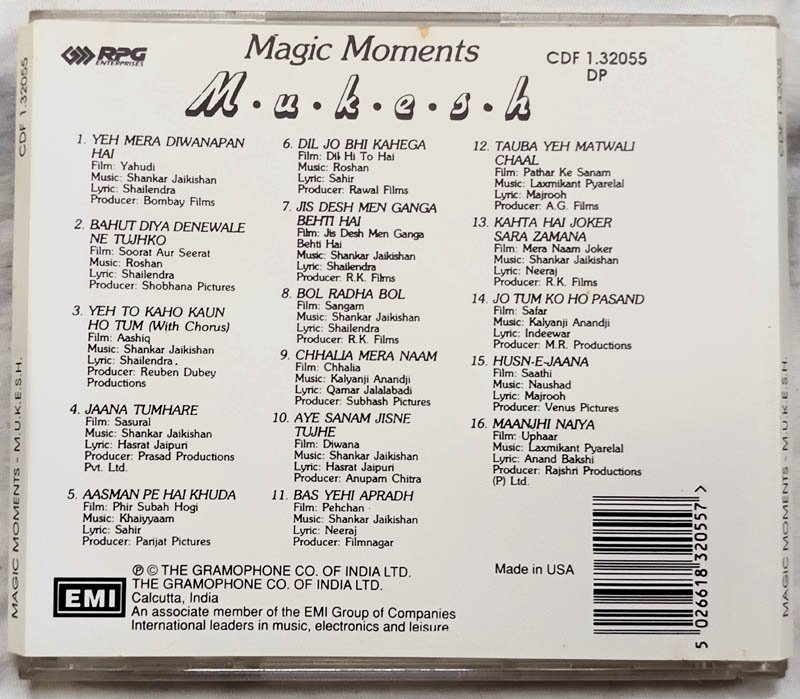 RPG
ENTERPRISES
Magic Moments
M.u.k.e.s.h
CDF 1.32055
DP
1. YEH MERA DIWANAPAN
HAI
Film: Yahudi
Music: Shankar Jaikishan
Lyric: Shailendra
Producer: Bombay Films
2. BAHUT DIYA DENEWALE
NE TUJHKO
Film: Soorat Aur Seerat
Music: Roshan
Lyric: Shailendra
Producer: Shobhana Pictures
3. YEH TO KAHO KAUN
HO TUM (With Chorus)
Film: Aashiq
Music: Shankar Jaikishan
Lyric: Shailendra
Producer: Reuben Dubey
Productions
4. JAANA TUMHARE
Film: Sasural
Music: Shankar Jaikishan
Lyric: Hasrat Jaipuri
Producer: Prasad Productions
Pvt. Ltd.
5. AASMAN PE HAI KHUDA
Film: Phir Subah Hogi
Music: Khaiyyaam
Lyric: Sahir
Producer: Parijat Pictures
6. DIL JO BHI KAHEGA
Film: Dil Hi To Hai
Music: Roshan
Lyric: Sahir
Producer: Rawal Films
7. JIS DESH MEN GANGA
BEHTI HAI
Film: Jis Desh Men Ganga
Behti Hai
Music: Shankar Jaikishan
Lyric: Shailendra
Producer: R.K. Films
8. BOL RADHA BOL
Film: Sangam
Music: Shankar Jaikishan
Lyric: Shailendra
Producer: R.K. Films
9. CHHALIA MERA NAAM
Film: Chhalia
Music: Kalyanji Anandji
Lyric: Qamar Jalalabadi
Producer: Subhash Pictures
10. AYE SANAM JISNE
TUJHE
Film: Diwana
Music: Shankar Jaikishan
Lyric: Hasrat Jaipuri
Producer: Anupam Chitra
11. BAS YEHI APRADH
Film: Pehchan
Music: Shankar Jaikishan
Lyric: Neeraj
Producer: Filmnagar
12. TAUBA YEH MATWALI
CHAAL
Film: Pathar Ke Sanam
Music: Laxmikant Pyarelal
Lyric: Majrooh
Producer: A.G. Films
13. KAHTA HAI JOKER
SARA ZAMANA
Film: Mera Naam Joker
Music: Shankar Jaikishan
Lyric: Neeraj
Producer: R.K. Films
14. JO TUM KO HO PASAND
Film: Safar
Music: Kalyanji Anandji
Lyric: Indeewar
Producer: M.R. Productions
15. HUSN-E-JAANA
Film: Saathi
Music: Naushad
Lyric: Majrooh
Producer: Venus Pictures
16. MAANJHI NAIYA
Film: Uphaar
Music: Laxmikant Pyarelal
Lyric: Anand Bakshi
Producer: Rajshri Productions
(P) Ltd.
EMI
℗ © THE GRAMOPHONE CO. OF INDIA LTD.
THE GRAMOPHONE CO. OF INDIA LTD.
Calcutta, India
An associate member of the EMI Group of Companies
International leaders in music, electronics and leisure
Made in USA
5 026618 320557 >
MAGIC MOMENTS - M.U.K.E.S.H.
CDF 1.32055
MAGIC MOMENTS - M.U.K.E.S.H.
CDF 1.32055